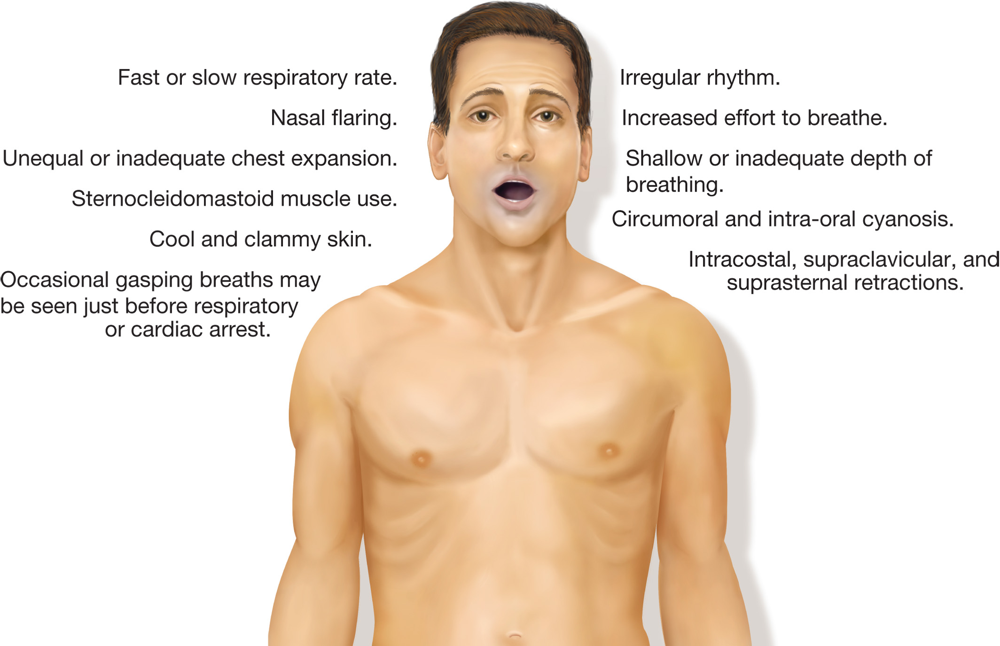 Fast or slow respiratory rate.
Nasal flaring.
Unequal or inadequate chest expansion.
Sternocleidomastoid muscle use.
Cool and clammy skin.
Occasional gasping breaths may
be seen just before respiratory
or cardiac arrest.
Irregular rhythm.
Increased effort to breathe.
Shallow or inadequate depth of
breathing.
Circumoral and intra-oral cyanosis.
Intracostal, supraclavicular, and
suprasternal retractions.